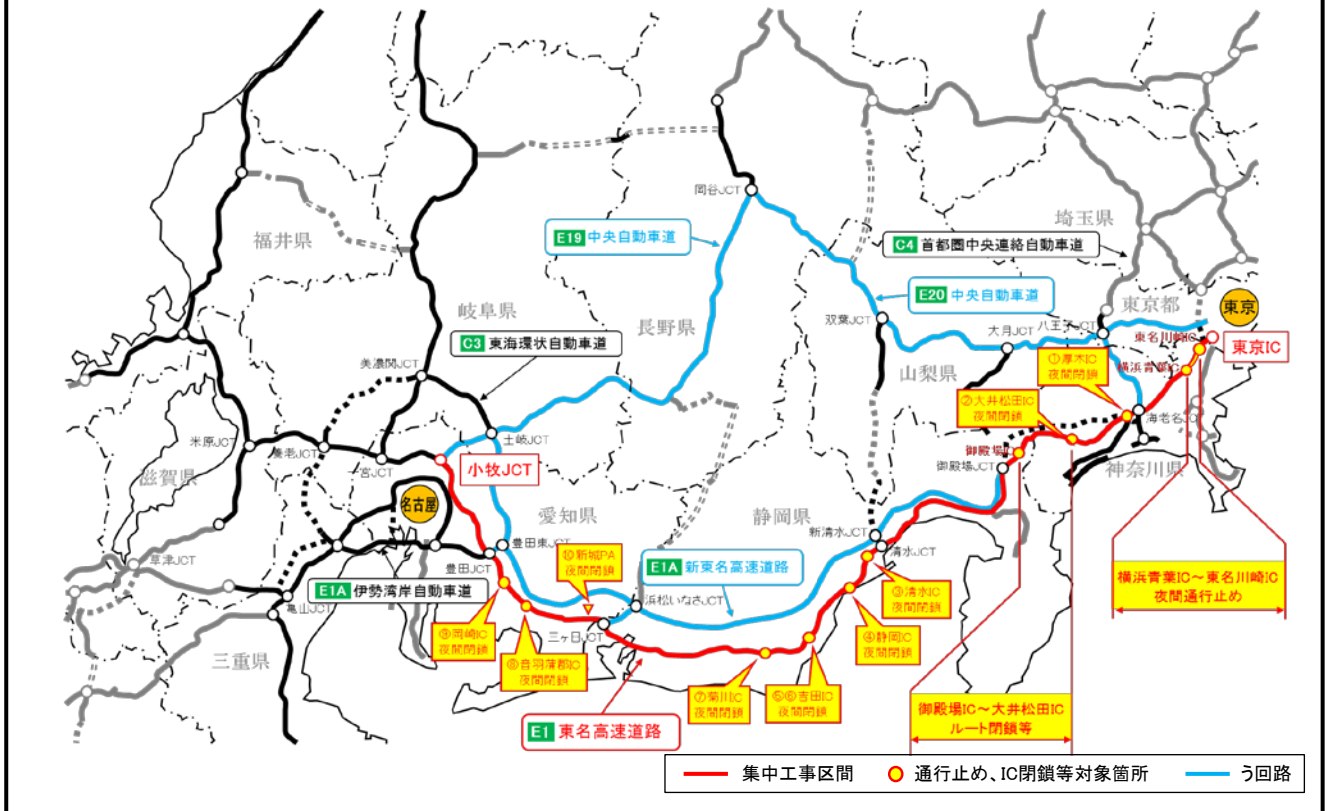 岡谷JCT
福井県
E19 中央自動車道
C4 首都圏中央連絡自動車道
埼玉県
岐阜県
長野県
E20 中央自動車道
東京都
東京
双葉JCT
大月JCT
八王子JCT
東名川崎IC
東京IC
C3 東海環状自動車道
美濃関JCT
山梨県
①厚木IC
夜間閉鎖
横浜青葉IC
②大井松田IC
夜間閉鎖
海老名JCT
米原JCT
養老JCT
一宮JCT
土岐JCT
小牧JCT
御殿場IC
御殿場JCT
神奈川県
滋賀県
名古屋
愛知県
静岡県
新清水JCT
清水JCT
豊田東JCT
豊田JCT
⑩新城PA
夜間閉鎖
草津JCT
E1A 伊勢湾岸自動車道
E1A 新東名高速道路
浜松いなさJCT
亀山JCT
三ヶ日JCT
③清水IC
夜間閉鎖
横浜青葉IC～東名川崎IC
夜間通行止め
⑨岡崎IC
夜間閉鎖
④静岡IC
夜間閉鎖
三重県
⑧音羽蒲郡IC
夜間閉鎖
⑦菊川IC
夜間閉鎖
⑤⑥吉田IC
夜間閉鎖
御殿場IC～大井松田IC
ルート閉鎖等
E1 東名高速道路
集中工事区間
通行止め、IC閉鎖等対象箇所
う回路